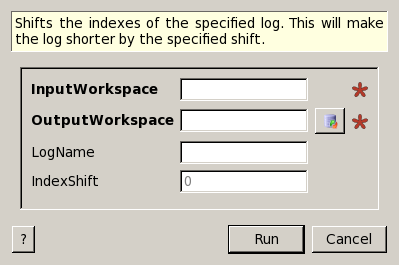 Shifts the indexes of the specified log. This will make
the log shorter by the specified shift.
InputWorkspace
OutputWorkspace
LogName
IndexShift 0
? Run Cancel